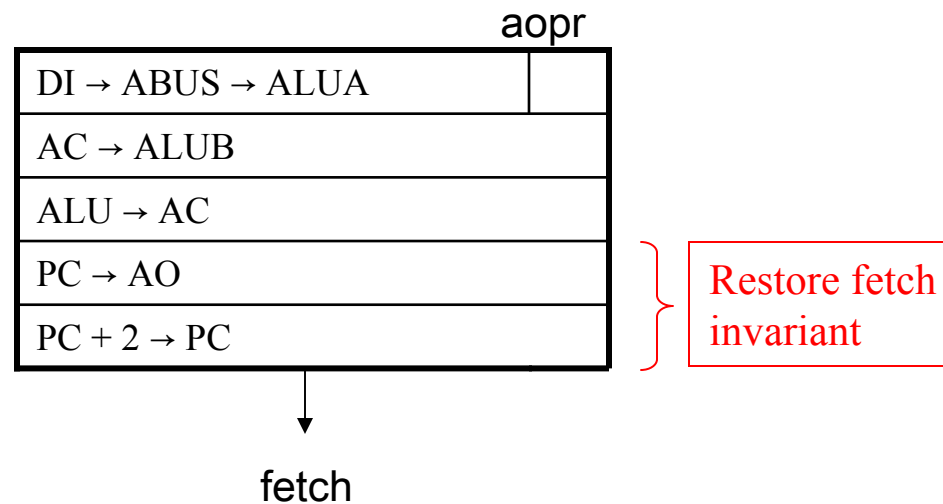 aopr
DI → ABUS → ALUA
AC → ALUB
ALU → AC
PC → AO
PC + 2 → PC
Restore fetch
invariant
fetch